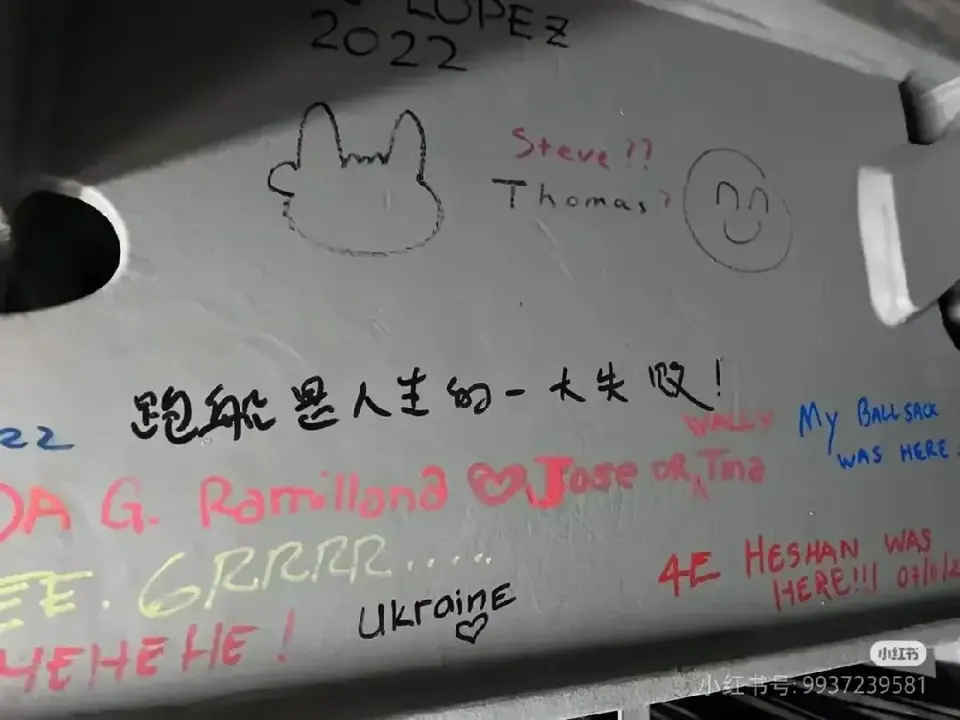 LOPEZ
2022
Steve??
Thomas?
跑船是人生的一大失败!
22
WALLY
MY BALLSACK
WAS HERE.
DA G. Ramillona Jose OR Tina
EE. GRRRR.....
HEHEHE!
UkrainE
4E HESHAN WAS
HERE!!!
小红书
小红书号: 9937239581